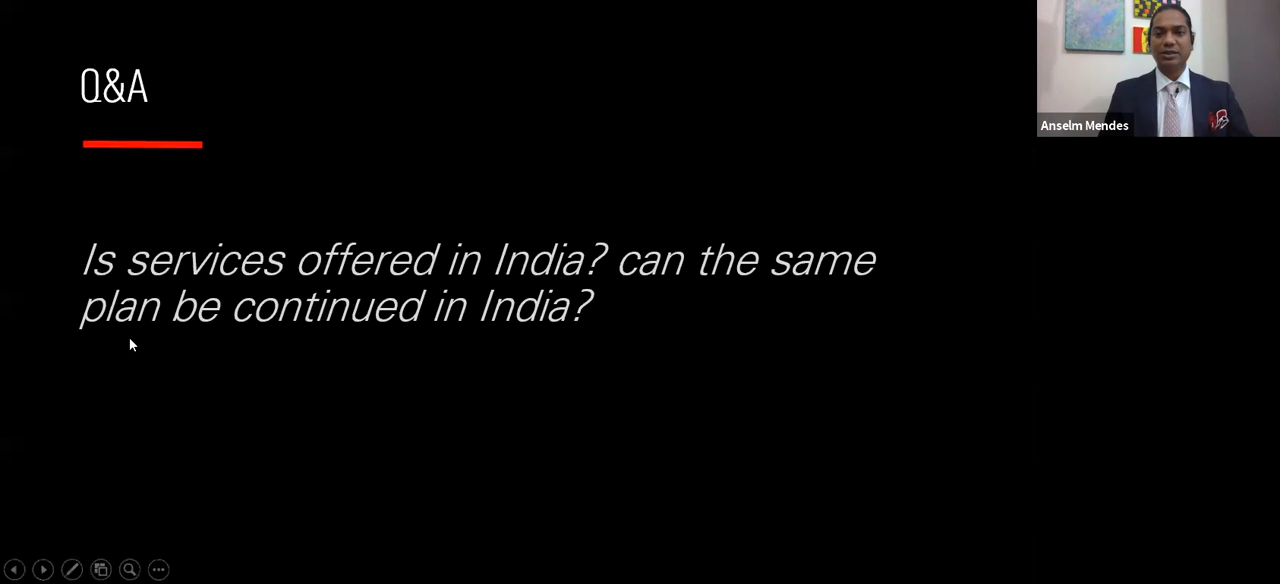 Q&A
Anselm Mendes
Is services offered in India? can the same
plan be continued in India?